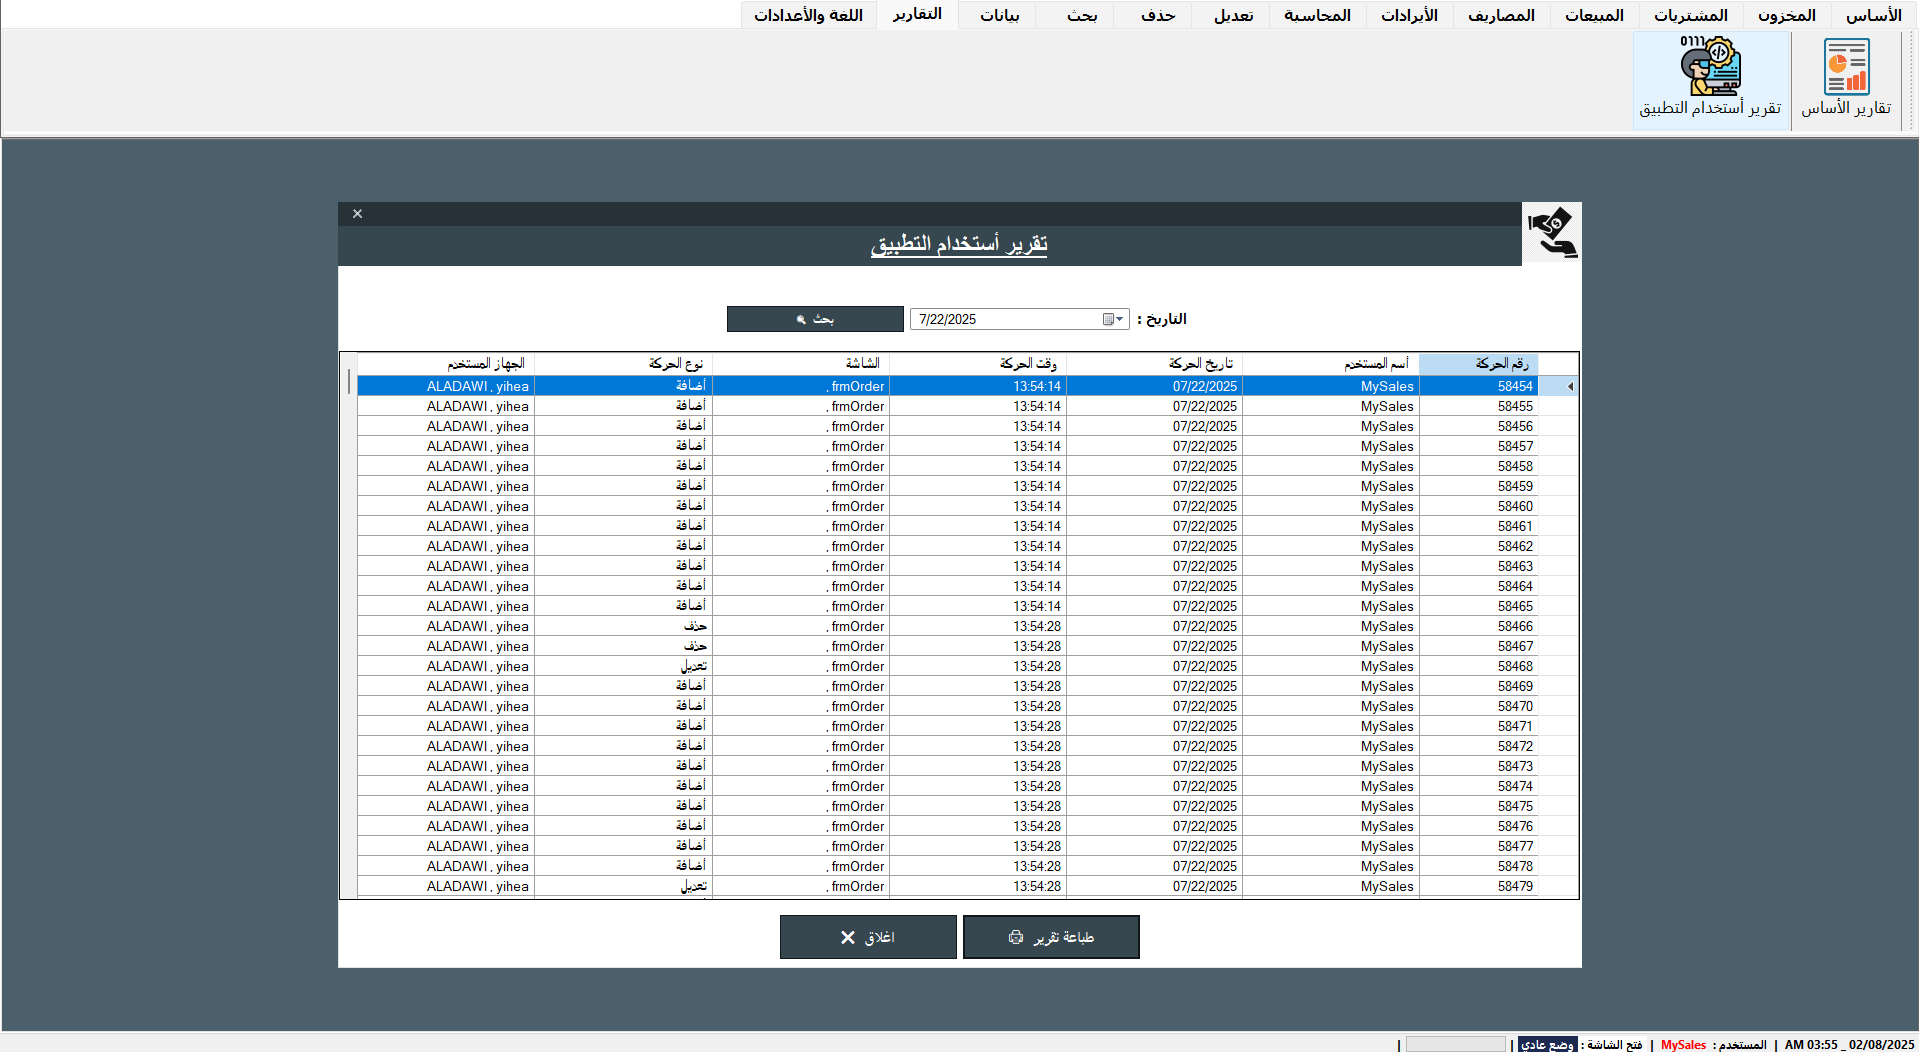 الأساس المخزون المشتريات المبيعات المصاريف الأيرادات المحاسبة تعديل حذف بحث بيانات التقارير اللغة والأعدادات
تقارير الأساس
0111
تقرير أستخدام التطبيق
تقرير أستخدام التطبيق
التاريخ : 7/22/2025 بحث
رقم الحركة أسم المستخدم تاريخ الحركة وقت الحركة الشاشة نوع الحركة الجهاز المستخدم
58454 MySales 07/22/2025 13:54:14 frmOrder. أضافة ALADAWI. yihea
58455 MySales 07/22/2025 13:54:14 frmOrder. أضافة ALADAWI. yihea
58456 MySales 07/22/2025 13:54:14 frmOrder. أضافة ALADAWI. yihea
58457 MySales 07/22/2025 13:54:14 frmOrder. أضافة ALADAWI. yihea
58458 MySales 07/22/2025 13:54:14 frmOrder. أضافة ALADAWI. yihea
58459 MySales 07/22/2025 13:54:14 frmOrder. أضافة ALADAWI. yihea
58460 MySales 07/22/2025 13:54:14 frmOrder. أضافة ALADAWI. yihea
58461 MySales 07/22/2025 13:54:14 frmOrder. أضافة ALADAWI. yihea
58462 MySales 07/22/2025 13:54:14 frmOrder. أضافة ALADAWI. yihea
58463 MySales 07/22/2025 13:54:14 frmOrder. أضافة ALADAWI. yihea
58464 MySales 07/22/2025 13:54:14 frmOrder. أضافة ALADAWI. yihea
58465 MySales 07/22/2025 13:54:14 frmOrder. أضافة ALADAWI. yihea
58466 MySales 07/22/2025 13:54:28 frmOrder. حذف ALADAWI. yihea
58467 MySales 07/22/2025 13:54:28 frmOrder. حذف ALADAWI. yihea
58468 MySales 07/22/2025 13:54:28 frmOrder. تعديل ALADAWI. yihea
58469 MySales 07/22/2025 13:54:28 frmOrder. أضافة ALADAWI. yihea
58470 MySales 07/22/2025 13:54:28 frmOrder. أضافة ALADAWI. yihea
58471 MySales 07/22/2025 13:54:28 frmOrder. أضافة ALADAWI. yihea
58472 MySales 07/22/2025 13:54:28 frmOrder. أضافة ALADAWI. yihea
58473 MySales 07/22/2025 13:54:28 frmOrder. أضافة ALADAWI. yihea
58474 MySales 07/22/2025 13:54:28 frmOrder. أضافة ALADAWI. yihea
58475 MySales 07/22/2025 13:54:28 frmOrder. أضافة ALADAWI. yihea
58476 MySales 07/22/2025 13:54:28 frmOrder. أضافة ALADAWI. yihea
58477 MySales 07/22/2025 13:54:28 frmOrder. أضافة ALADAWI. yihea
58478 MySales 07/22/2025 13:54:28 frmOrder. أضافة ALADAWI. yihea
58479 MySales 07/22/2025 13:54:28 frmOrder. تعديل ALADAWI. yihea
طباعة تقرير اغلاق
02/08/2025 _ 03:55 AM | المستخدم : MySales | فتح الشاشة : وضع عادي | |